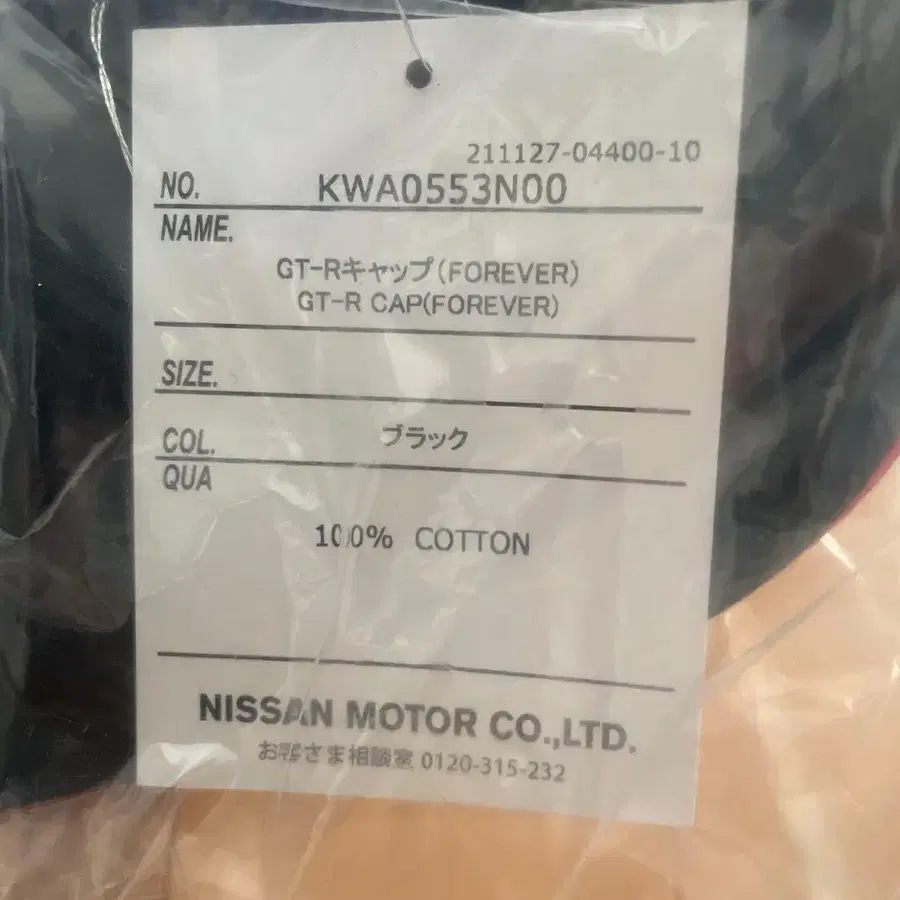 211127-04400-10
NO. KWA0553N00
NAME.
GT-Rキャップ(FOREVER)
GT-R CAP(FOREVER)
SIZE.
COL. ブラック
QUA
100% COTTON
NISSAN MOTOR CO.,LTD.
お客さま相談室 0120-315-232